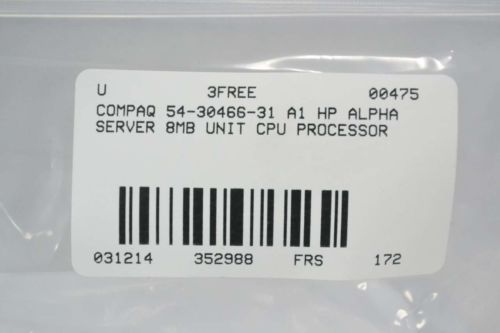 U 3FREE 00475
COMPAQ 54-30466-31 A1 HP ALPHA
SERVER 8MB UNIT CPU PROCESSOR
031214 352988 FRS 172